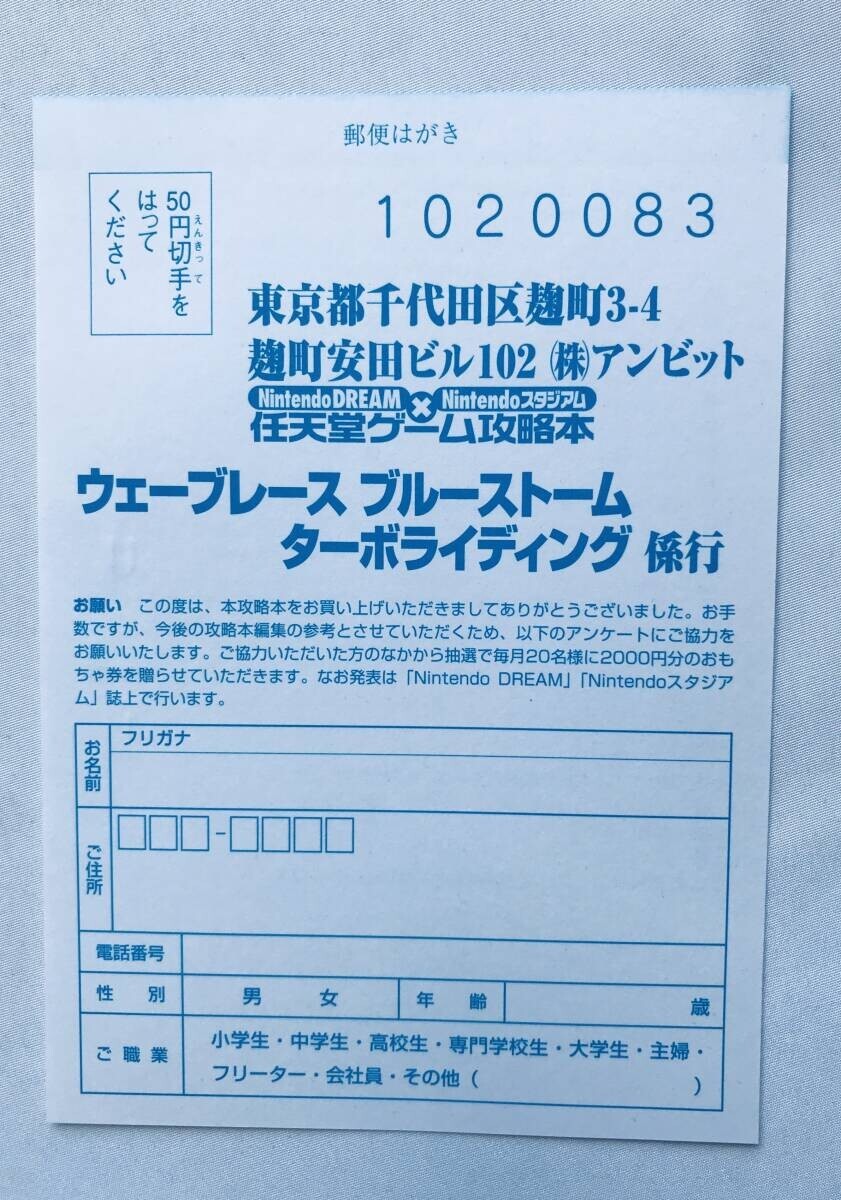 郵便はがき
50円切手を
えんきって
はって
ください
1020083
東京都千代田区麹町3-4
麹町安田ビル102 ㈱アンビット
Nintendo DREAM × Nintendoスタジアム
任天堂ゲーム攻略本
ウェーブレース ブルーストーム
ターボライディング 係行
お願い この度は、本攻略本をお買い上げいただきましてありがとうございました。お手
数ですが、今後の攻略本編集の参考とさせていただくため、以下のアンケートにご協力を
お願いいたします。ご協力いただいた方のなかから抽選で毎月20名様に2000円分のおも
ちゃ券を贈らせていただきます。なお発表は「Nintendo DREAM」「Nintendoスタジア
ム」誌上で行います。
お名前
フリガナ
ご住所
□□□-□□□□
電話番号
性 別 男 女 年 齢 歳
ご職業
小学生・中学生・高校生・専門学校生・大学生・主婦・
フリーター・会社員・その他( )